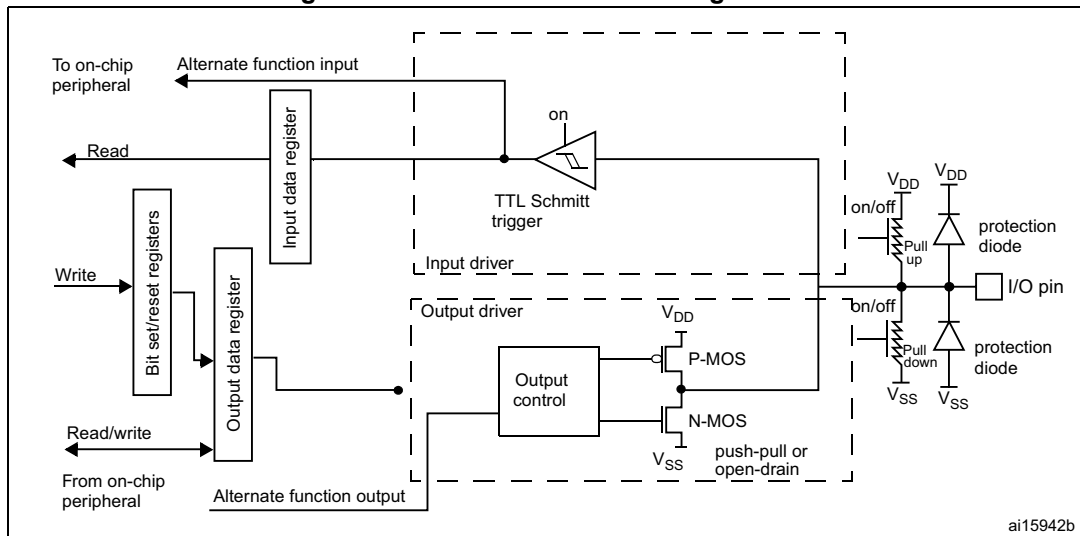 To on-chip
peripheral
Alternate function input
on
Read
Input data register
TTL Schmitt
trigger
Input driver
VDD
on/off
Pull
up
VDD
protection
diode
I/O pin
Write
Bit set/reset registers
Output data register
Output driver
VDD
P-MOS
Output
control
N-MOS
VSS
push-pull or
open-drain
on/off
Pull
down
VSS
VSS
protection
diode
Read/write
From on-chip
peripheral
Alternate function output
ai15942b